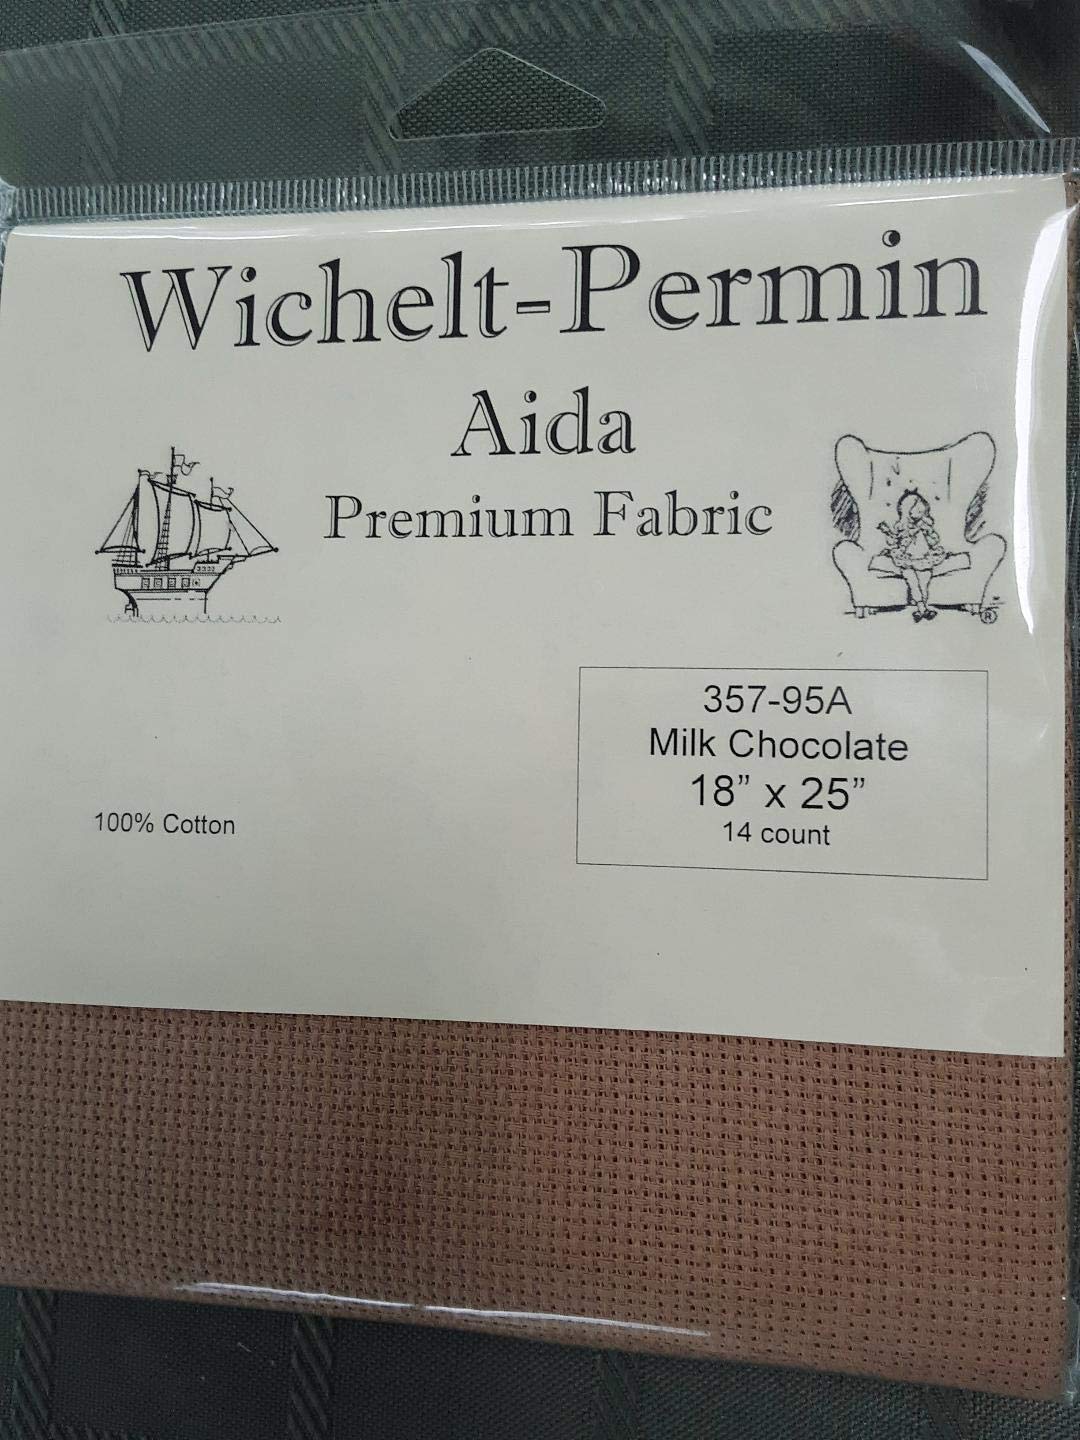 Wichelt-Permin
Aida
Premium Fabric
®
357-95A
Milk Chocolate
18” x 25”
14 count
100% Cotton